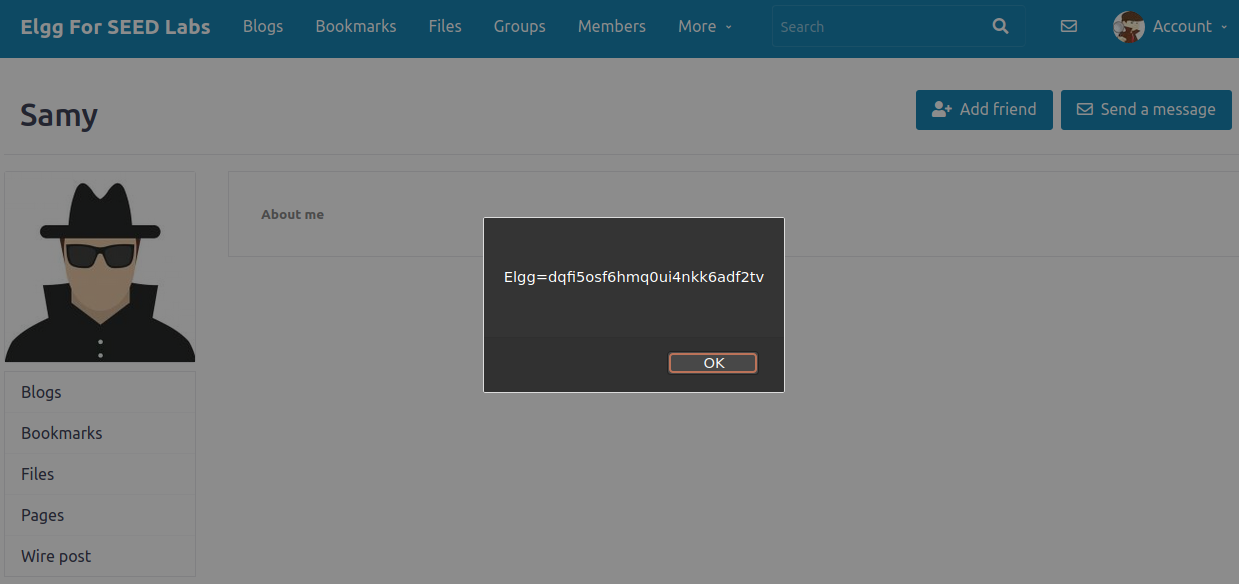 Elgg For SEED Labs Blogs Bookmarks Files Groups Members More Search Account
Samy Add friend Send a message
About me
Elgg=dqfi5osf6hmq0ui4nkk6adf2tv
OK
Blogs
Bookmarks
Files
Pages
Wire post